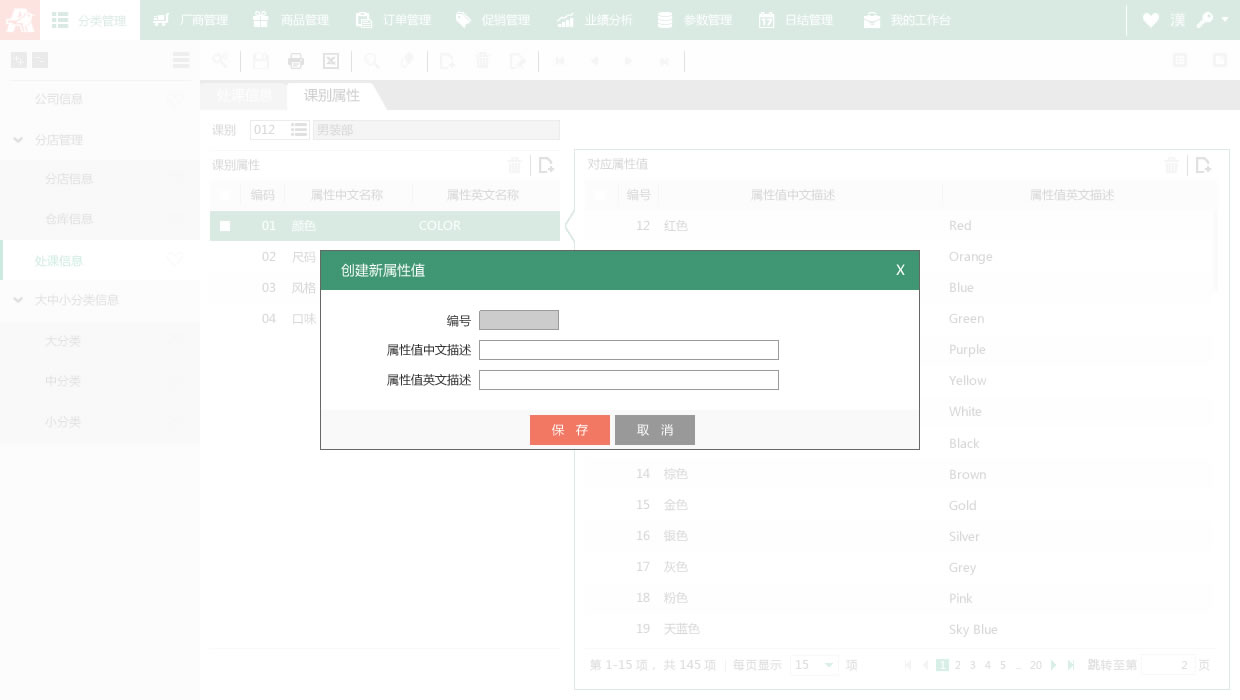 分类管理 厂商管理 商品管理 订单管理 促销管理 业绩分析 参数管理 日结管理 我的工作台 漢
公司信息
分店管理
分店信息
仓库信息
处课信息
大中小分类信息
大分类
中分类
小分类
处课信息 课别属性
课别 012 男装部
课别属性
编码 属性中文名称 属性英文名称
01 颜色 COLOR
02 尺码
03 风格
04 口味
对应属性值
编号 属性值中文描述 属性值英文描述
12 红色 Red
Orange
Blue
Green
Purple
Yellow
White
Black
14 棕色 Brown
15 金色 Gold
16 银色 Silver
17 灰色 Grey
18 粉色 Pink
19 天蓝色 Sky Blue
第 1-15 项，共 145 项 | 每页显示 15 项 1 2 3 4 5 ... 20 跳转至第 2 页
创建新属性值 X
编号
属性值中文描述
属性值英文描述
保 存 取 消